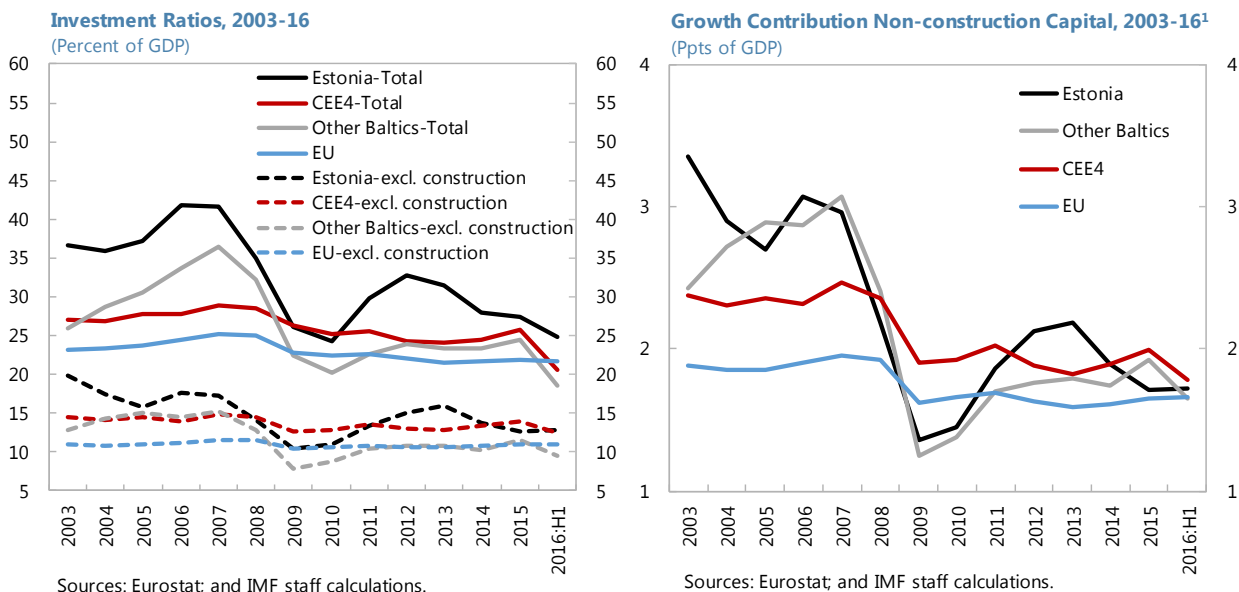 Investment Ratios, 2003-16
(Percent of GDP)
60
55
50
45
40
35
30
25
20
15
10
5
Estonia-Total
CEE4-Total
Other Baltics-Total
EU
Estonia-excl. construction
CEE4-excl. construction
Other Baltics-excl. construction
EU-excl. construction
60
55
50
45
40
35
30
25
20
15
10
5
2003
2004
2005
2006
2007
2008
2009
2010
2011
2012
2013
2014
2015
2016:H1
Sources: Eurostat; and IMF staff calculations.
Growth Contribution Non-construction Capital, 2003-16¹
(Ppts of GDP)
4
3
2
1
Estonia
Other Baltics
CEE4
EU
4
3
2
1
2003
2004
2005
2006
2007
2008
2009
2010
2011
2012
2013
2014
2015
2016:H1
Sources: Eurostat; and IMF staff calculations.